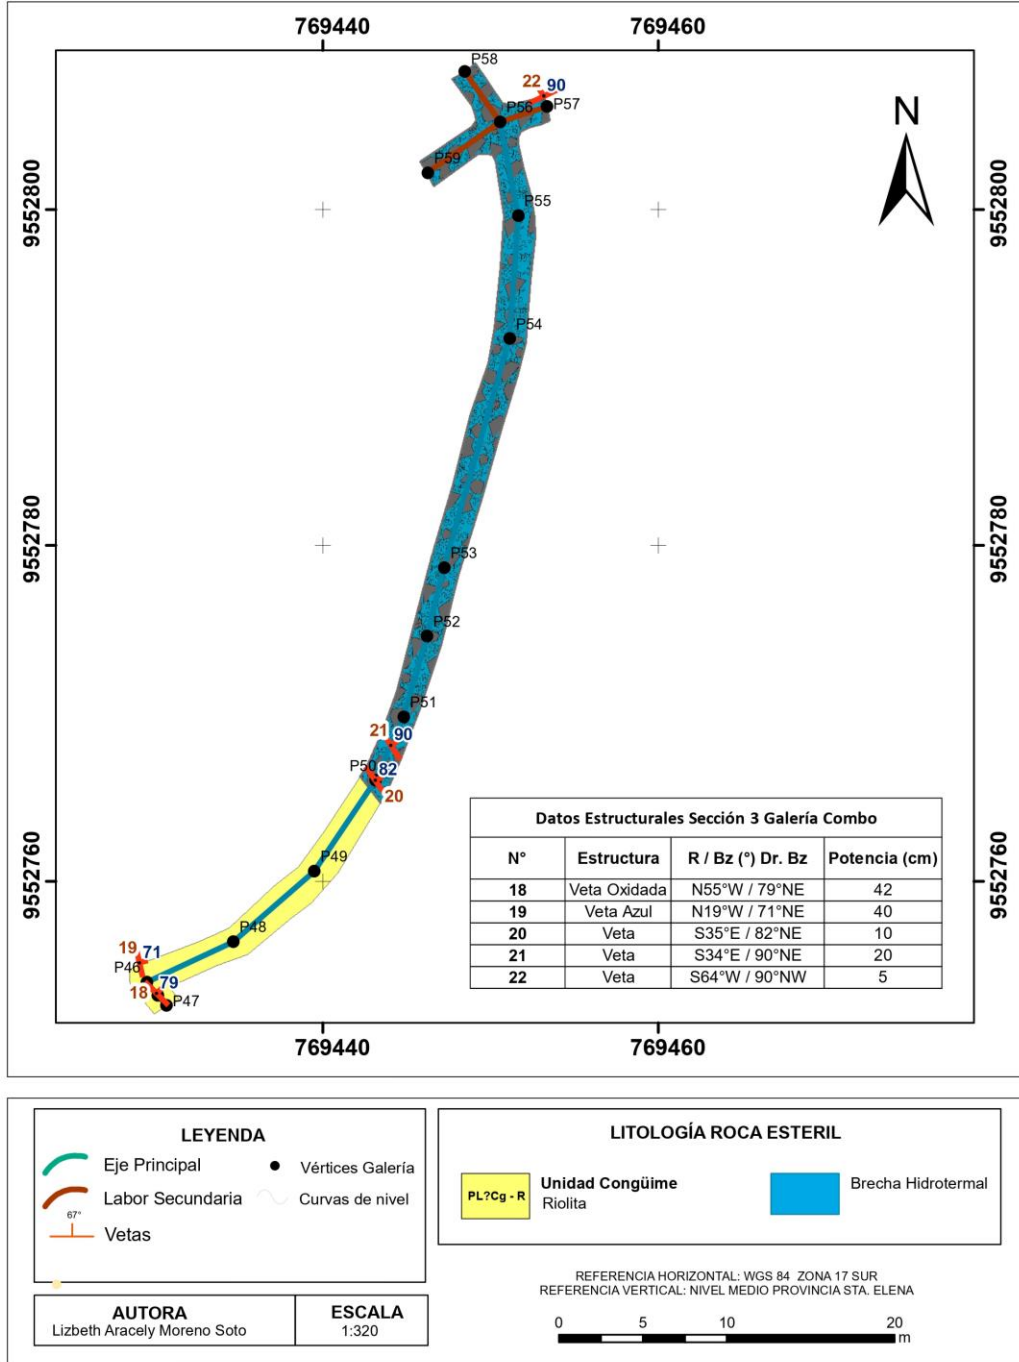 769440
769460
P58
22
90
P57
P56
N
P59
9552800
9552800
P55
P54
9552780
9552780
P53
P52
P51
21
90
P50
82
20
9552760
9552760
P49
P48
19
71
P46
18
79
P47
Datos Estructurales Sección 3 Galería Combo
N° Estructura R / Bz (°) Dr. Bz Potencia (cm)
18 Veta Oxidada N55°W / 79°NE 42
19 Veta Azul N19°W / 71°NE 40
20 Veta S35°E / 82°NE 10
21 Veta S34°E / 90°NE 20
22 Veta S64°W / 90°NW 5
769440
769460
LEYENDA
Eje Principal
Vértices Galería
Labor Secundaria
Curvas de nivel
67°
Vetas
LITOLOGÍA ROCA ESTERIL
PL?Cg - R
Unidad Congüime
Riolita
Brecha Hidrotermal
AUTORA
Lizbeth Aracely Moreno Soto
ESCALA
1:320
REFERENCIA HORIZONTAL: WGS 84 ZONA 17 SUR
REFERENCIA VERTICAL: NIVEL MEDIO PROVINCIA STA. ELENA
0 5 10 20
m